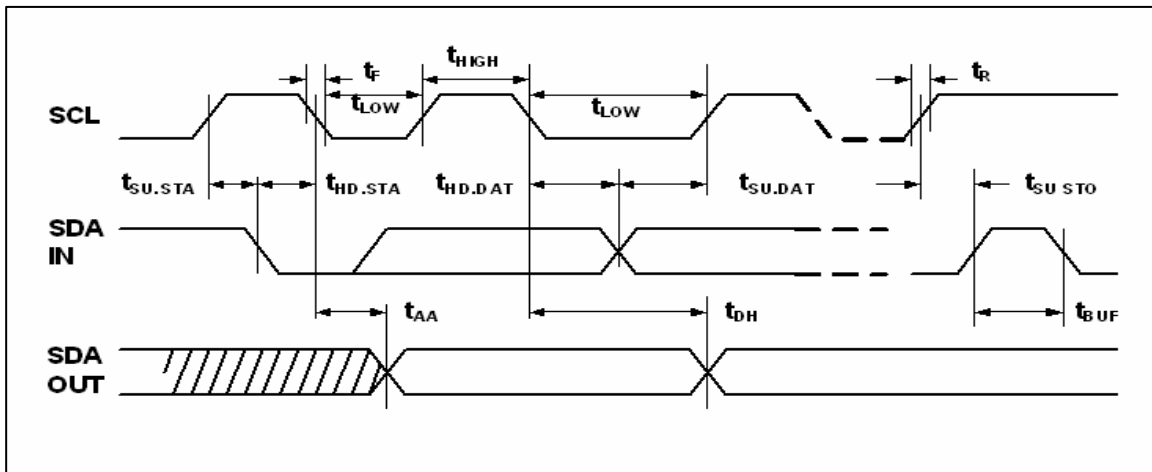 tF
tHIGH
tR
SCL
tLOW
tLOW
tSU.STA
tHD.STA
tHD.DAT
tSU.DAT
tSU STO
SDA
IN
tAA
tDH
tBUF
SDA
OUT